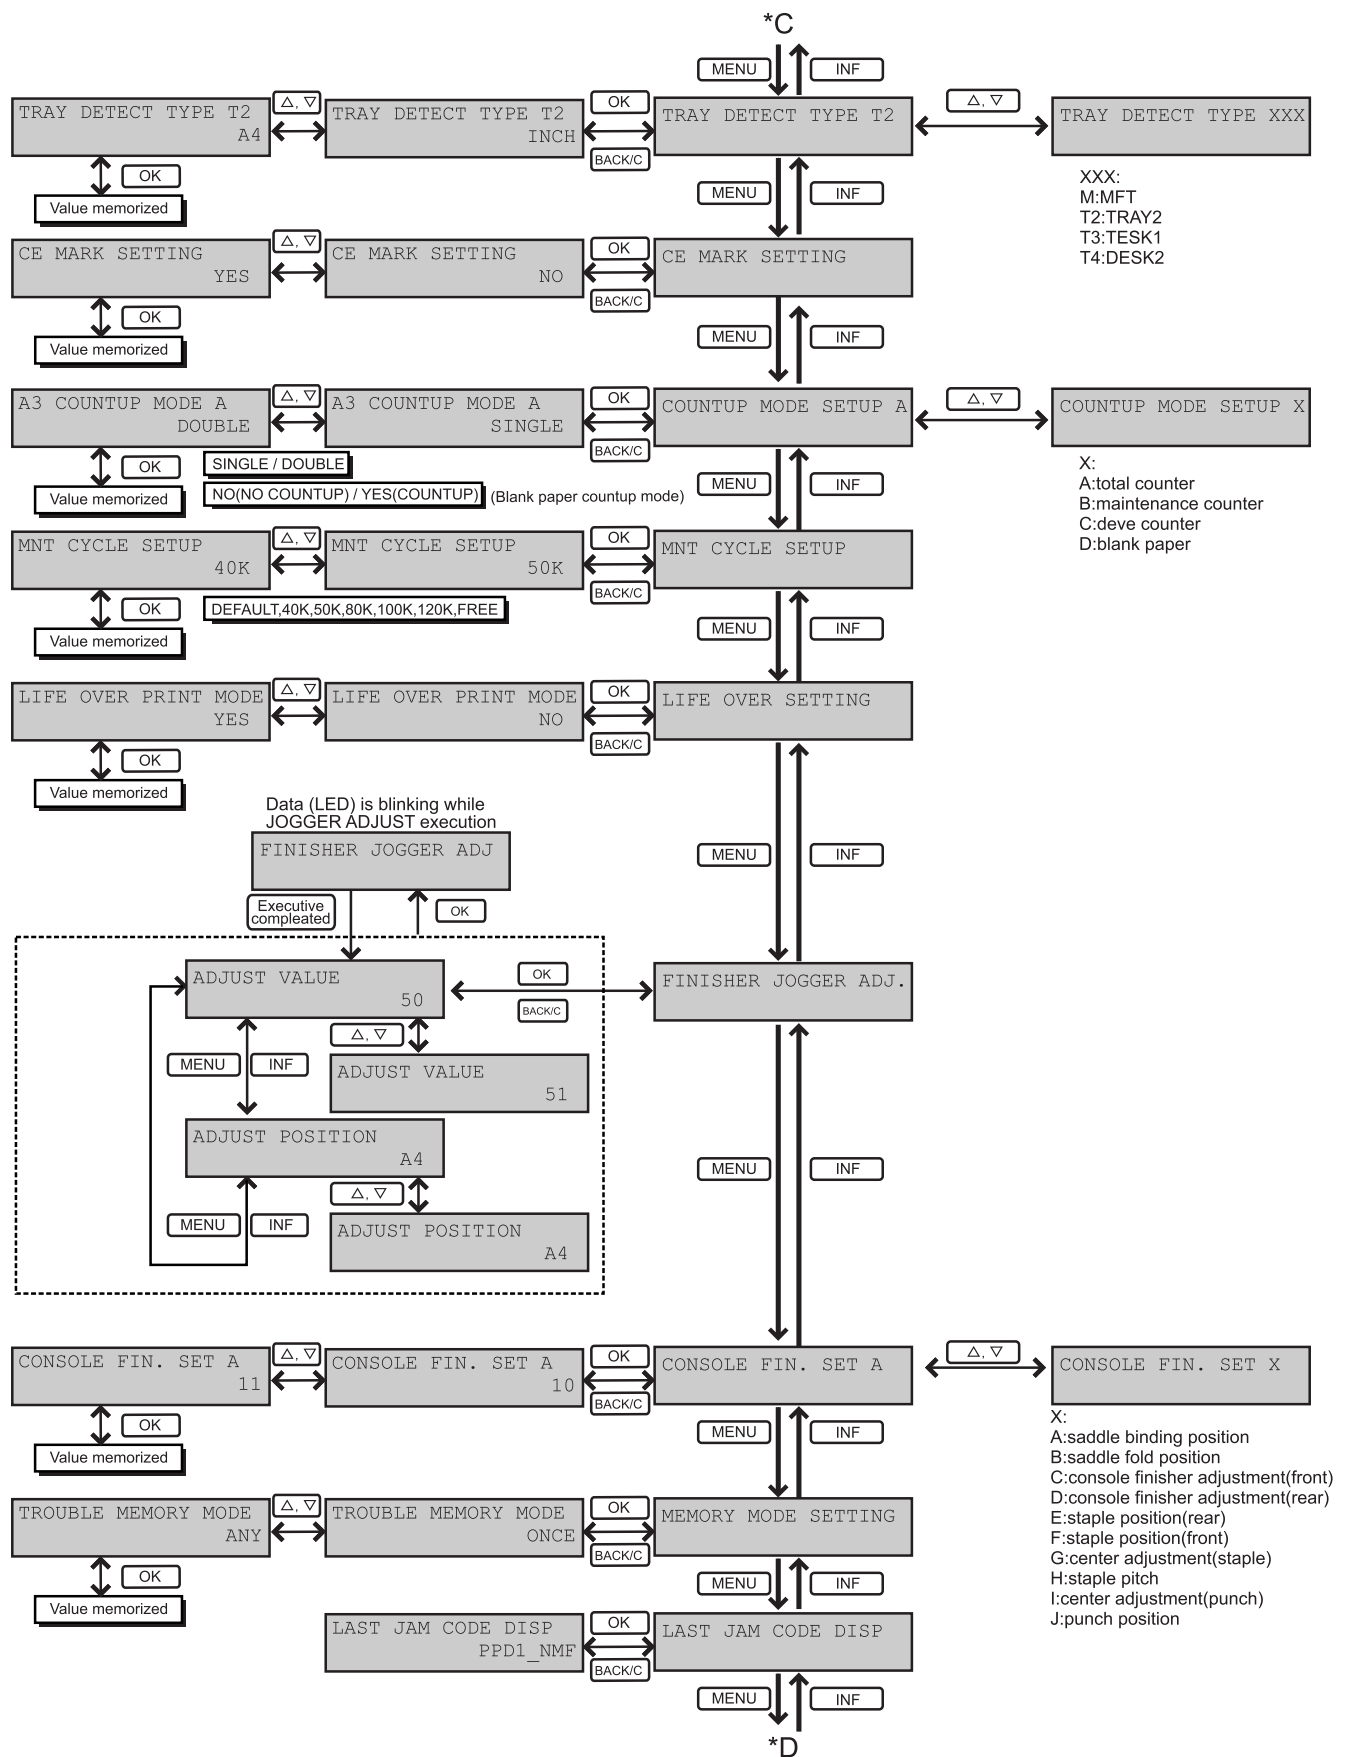 *C
MENU
INF
TRAY DETECT TYPE T2
A4
△, ▽
TRAY DETECT TYPE T2
INCH
OK
BACK/C
TRAY DETECT TYPE T2
△, ▽
TRAY DETECT TYPE XXX
XXX:
M:MFT
T2:TRAY2
T3:TESK1
T4:DESK2
OK
Value memorized
MENU
INF
CE MARK SETTING
YES
△, ▽
CE MARK SETTING
NO
OK
BACK/C
CE MARK SETTING
OK
Value memorized
MENU
INF
A3 COUNTUP MODE A
DOUBLE
△, ▽
A3 COUNTUP MODE A
SINGLE
OK
BACK/C
COUNTUP MODE SETUP A
△, ▽
COUNTUP MODE SETUP X
X:
A:total counter
B:maintenance counter
C:deve counter
D:blank paper
OK
Value memorized
SINGLE / DOUBLE
NO(NO COUNTUP) / YES(COUNTUP)
(Blank paper countup mode)
MENU
INF
MNT CYCLE SETUP
40K
△, ▽
MNT CYCLE SETUP
50K
OK
BACK/C
MNT CYCLE SETUP
OK
Value memorized
DEFAULT,40K,50K,80K,100K,120K,FREE
MENU
INF
LIFE OVER PRINT MODE
YES
△, ▽
LIFE OVER PRINT MODE
NO
OK
BACK/C
LIFE OVER SETTING
OK
Value memorized
Data (LED) is blinking while
JOGGER ADJUST execution
FINISHER JOGGER ADJ
Executive
compleated
OK
MENU
INF
ADJUST VALUE
50
OK
BACK/C
FINISHER JOGGER ADJ.
△, ▽
MENU
INF
ADJUST VALUE
51
ADJUST POSITION
A4
△, ▽
MENU
INF
ADJUST POSITION
A4
MENU
INF
CONSOLE FIN. SET A
11
△, ▽
CONSOLE FIN. SET A
10
OK
BACK/C
CONSOLE FIN. SET A
△, ▽
CONSOLE FIN. SET X
X:
A:saddle binding position
B:saddle fold position
C:console finisher adjustment(front)
D:console finisher adjustment(rear)
E:staple position(rear)
F:staple position(front)
G:center adjustment(staple)
H:staple pitch
I:center adjustment(punch)
J:punch position
OK
Value memorized
MENU
INF
TROUBLE MEMORY MODE
ANY
△, ▽
TROUBLE MEMORY MODE
ONCE
OK
BACK/C
MEMORY MODE SETTING
OK
Value memorized
MENU
INF
LAST JAM CODE DISP
PPD1_NMF
OK
BACK/C
LAST JAM CODE DISP
MENU
INF
*D